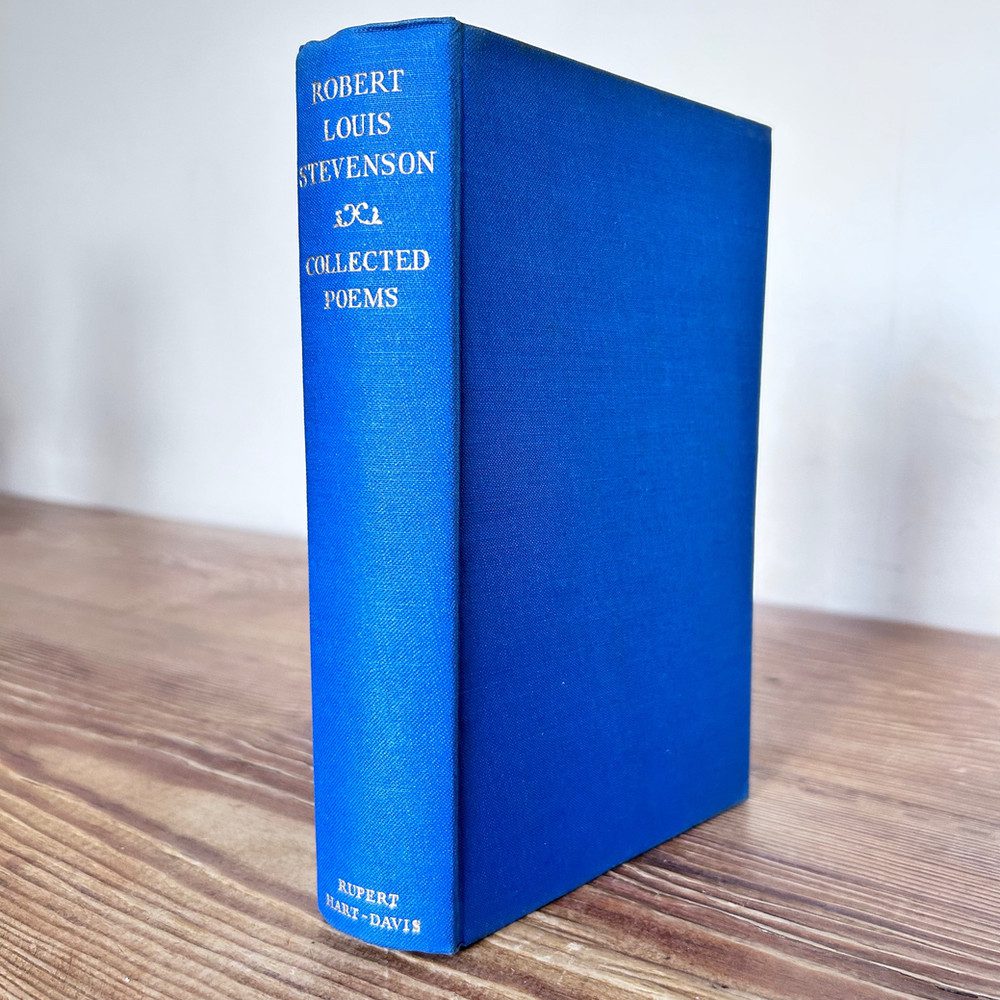 ROBERT
LOUIS
STEVENSON
COLLECTED
POEMS
RUPERT
HART-DAVIS